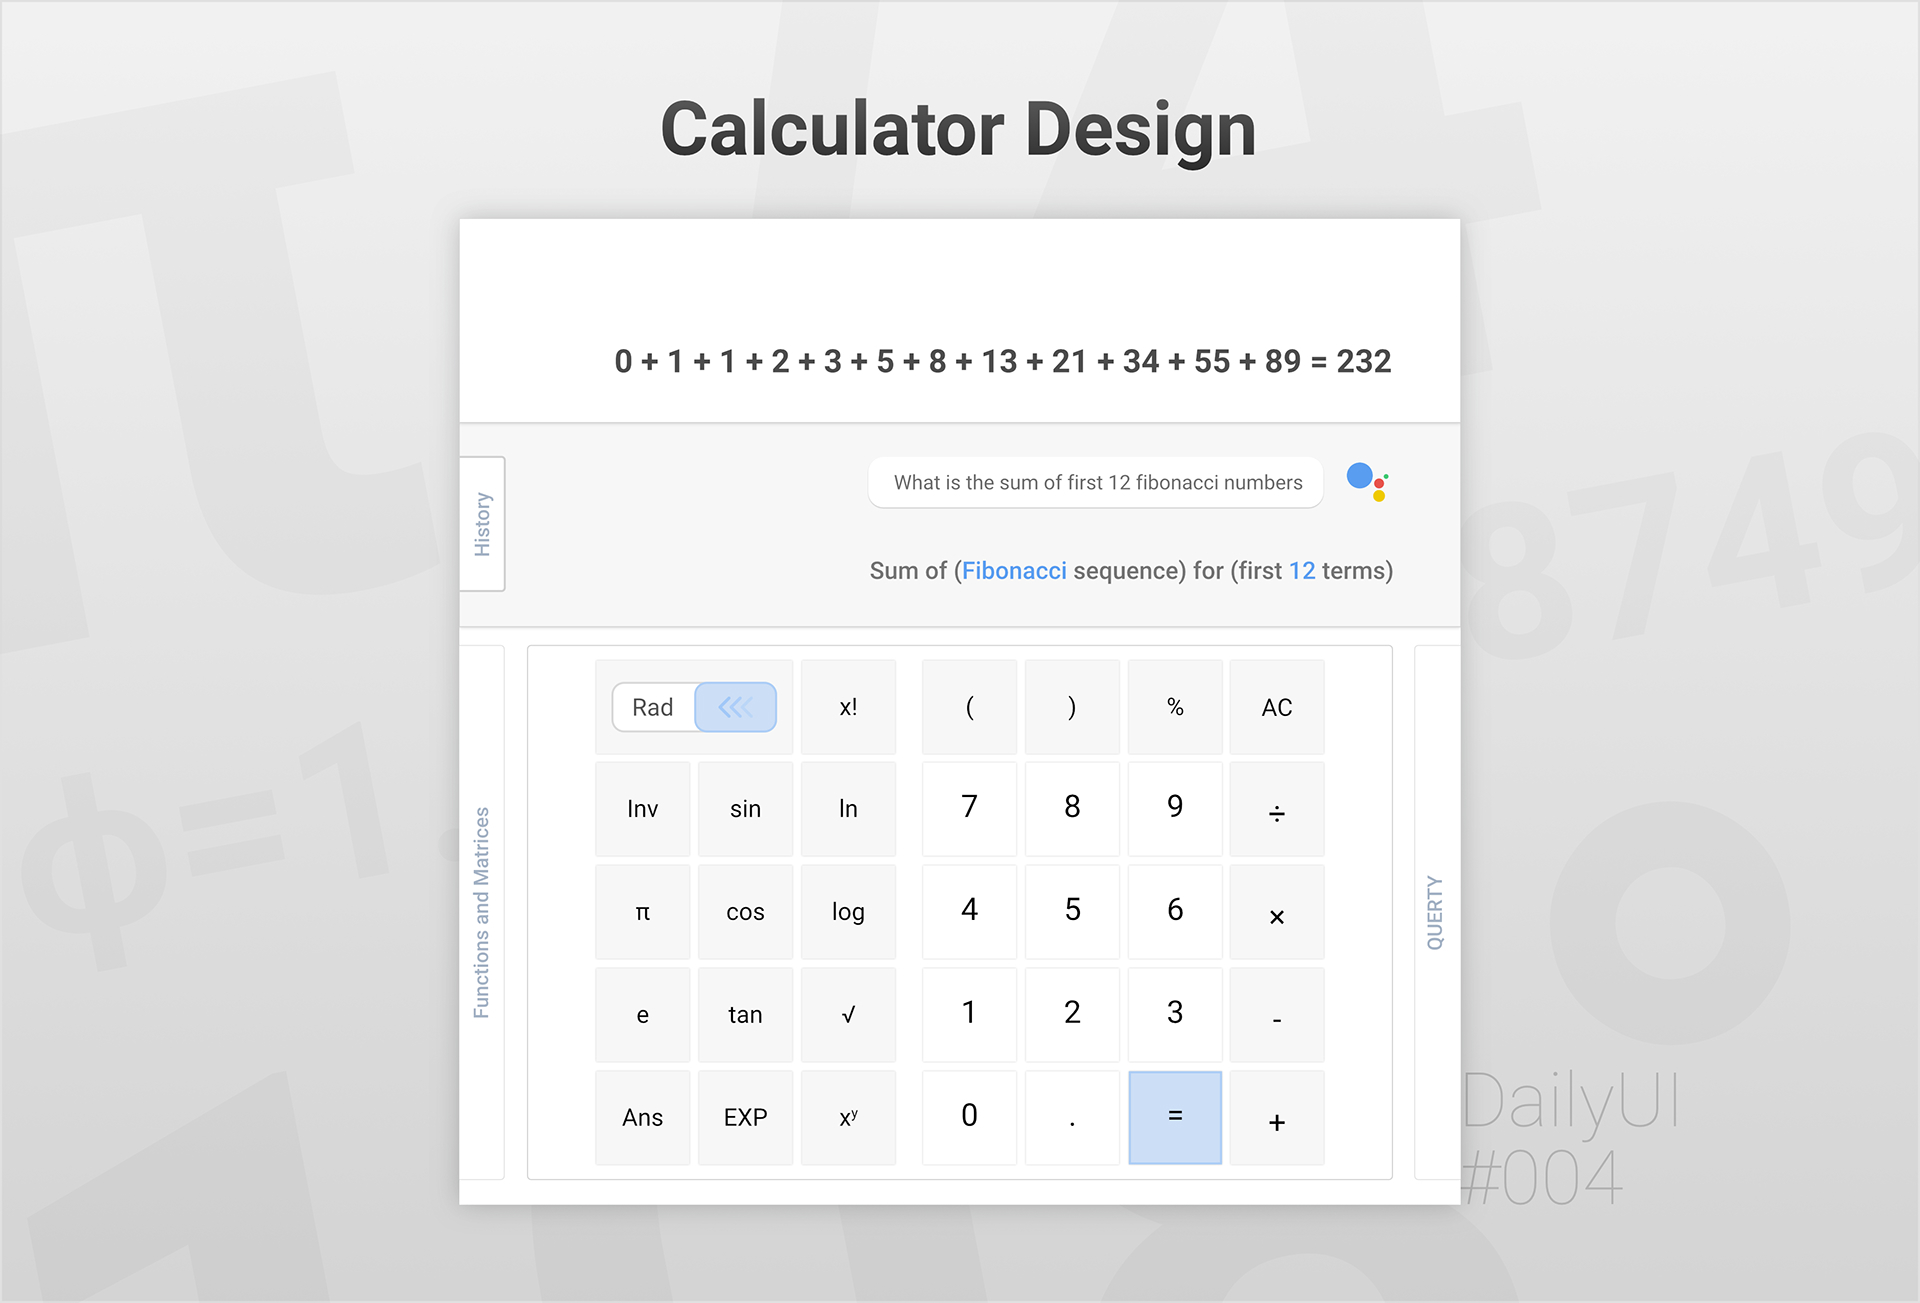 Calculator Design
0 + 1 + 1 + 2 + 3 + 5 + 8 + 13 + 21 + 34 + 55 + 89 = 232
What is the sum of first 12 fibonacci numbers
History
Sum of (Fibonacci sequence) for (first 12 terms)
Functions and Matrices
Rad x! ( ) % AC
Inv sin ln 7 8 9 ÷
π cos log 4 5 6 ×
e tan √ 1 2 3 -
Ans EXP xʸ 0 . = +
QUERTY
DailyUI
#004
π
8749
ϕ=1.